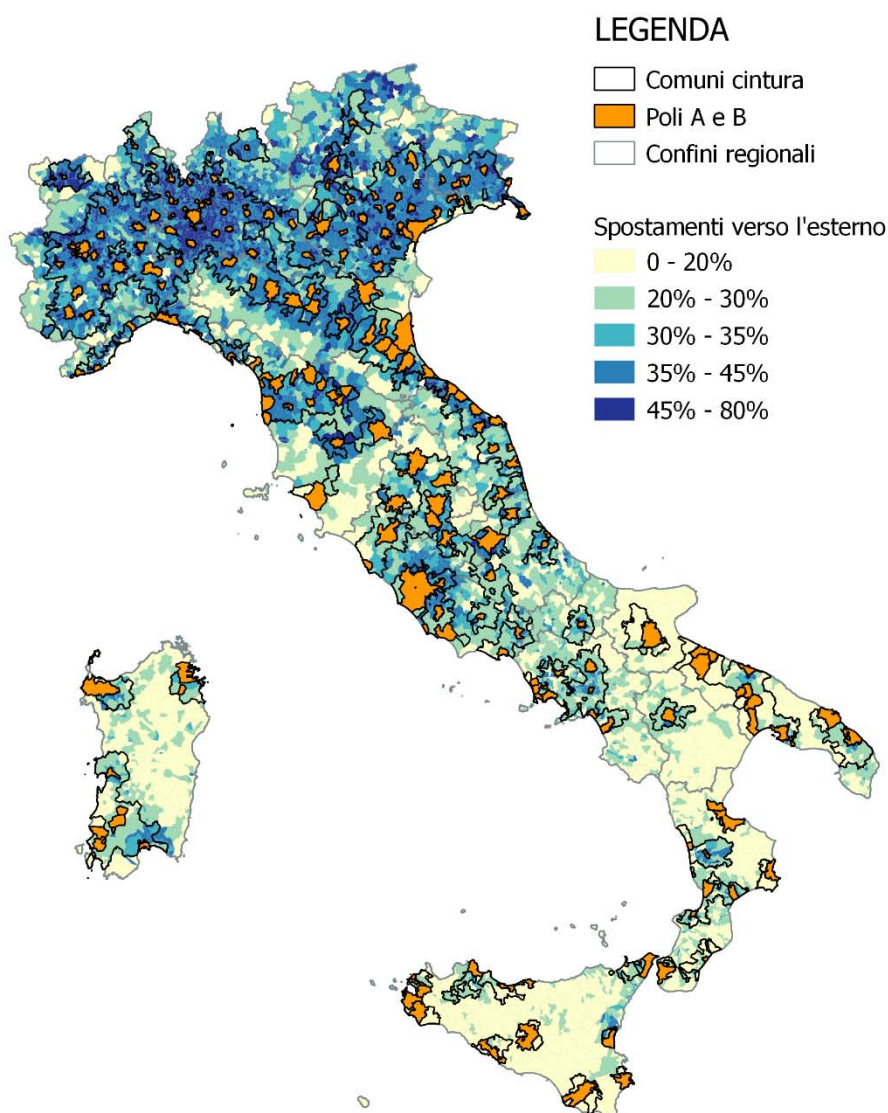 LEGENDA
Comuni cintura
Poli A e B
Confini regionali
Spostamenti verso l'esterno
0 - 20%
20% - 30%
30% - 35%
35% - 45%
45% - 80%